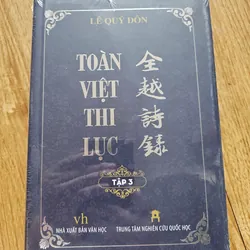 LÊ QUÝ ĐÔN
TOÀN
VIỆT
THI
LỤC
全越詩録
TẬP 3
vh
NHÀ XUẤT BẢN VĂN HỌC
TRUNG TÂM NGHIÊN CỨU QUỐC HỌC